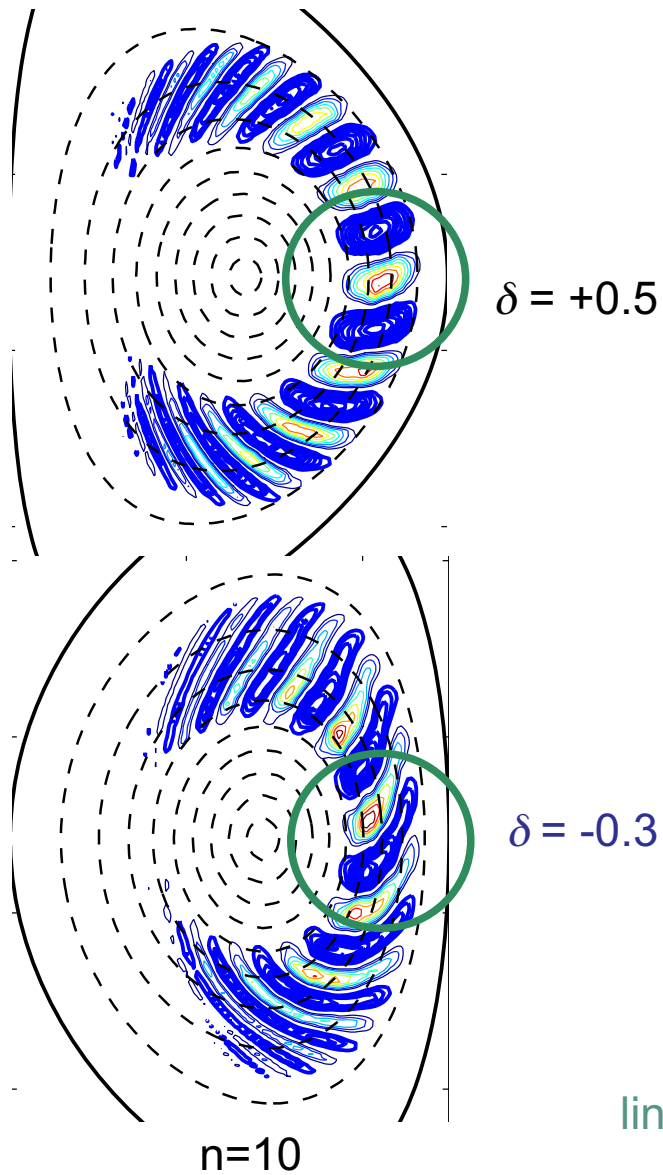 δ = +0.5
δ = -0.3
lin
n=10